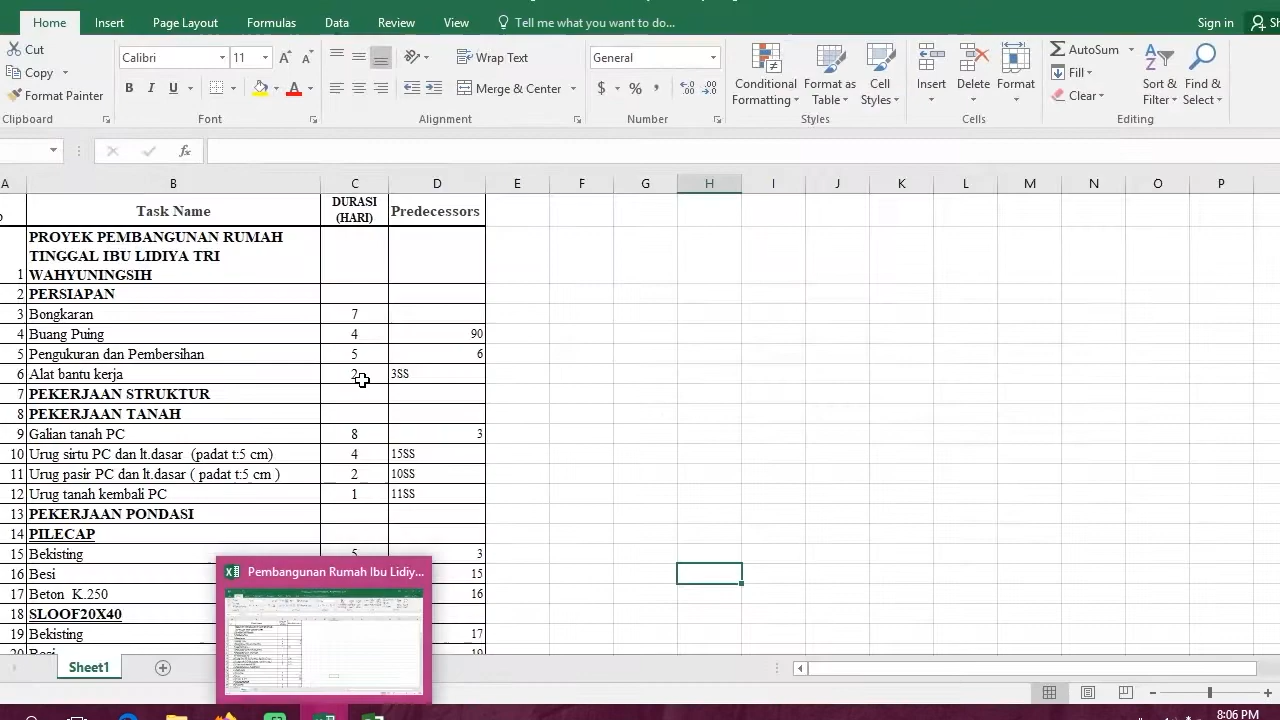 Home Insert Page Layout Formulas Data Review View Tell me what you want to do... Sign in
Cut
Copy
Format Painter
Clipboard
Calibri 11
B I U
Font
Wrap Text
Merge & Center
Alignment
General
$ %
Number
Conditional Formatting
Format as Table
Cell Styles
Styles
Insert Delete Format
Cells
AutoSum
Fill
Clear
Sort & Filter
Find & Select
Editing
fx
A B C D E F G H I J K L M N O P
Task Name DURASI (HARI) Predecessors
1 PROYEK PEMBANGUNAN RUMAH TINGGAL IBU LIDIYA TRI WAHYUNINGSIH
2 PERSIAPAN
3 Bongkaran 7
4 Buang Puing 4 90
5 Pengukuran dan Pembersihan 5 6
6 Alat bantu kerja 2 3SS
7 PEKERJAAN STRUKTUR
8 PEKERJAAN TANAH
9 Galian tanah PC 8 3
10 Urug sirtu PC dan lt.dasar (padat t:5 cm) 4 15SS
11 Urug pasir PC dan lt.dasar ( padat t:5 cm ) 2 10SS
12 Urug tanah kembali PC 1 11SS
13 PEKERJAAN PONDASI
14 PILECAP
15 Bekisting 5 3
16 Besi 15
17 Beton K.250 16
18 SLOOF20X40
19 Bekisting 17
20 Besi 19
Pembangunan Rumah Ibu Lidiy...
Sheet1
8:06 PM